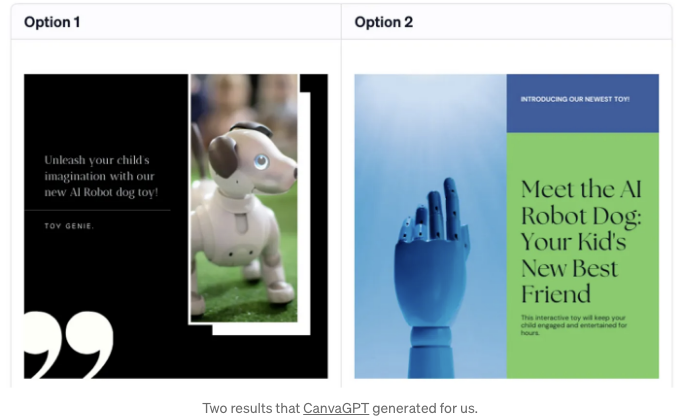 Option 1
Option 2
Unleash your child's
imagination with our
new AI Robot dog toy!
TOY GENIE.
INTRODUCING OUR NEWEST TOY!
Meet the AI
Robot Dog:
Your Kid's
New Best
Friend
This interactive toy will keep your
child engaged and entertained for
hours.
Two results that CanvaGPT generated for us.